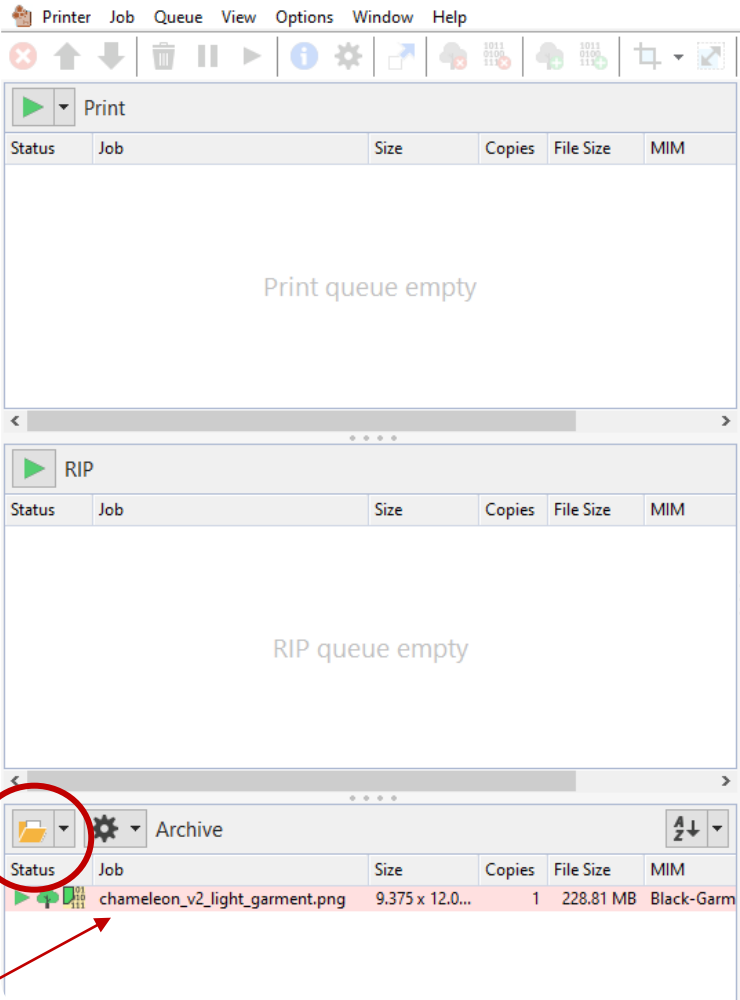 Printer Job Queue View Options Window Help
Print
Status Job Size Copies File Size MIM
Print queue empty
RIP
Status Job Size Copies File Size MIM
RIP queue empty
Archive
Status Job Size Copies File Size MIM
chameleon_v2_light_garment.png 9.375 x 12.0... 1 228.81 MB Black-Garm